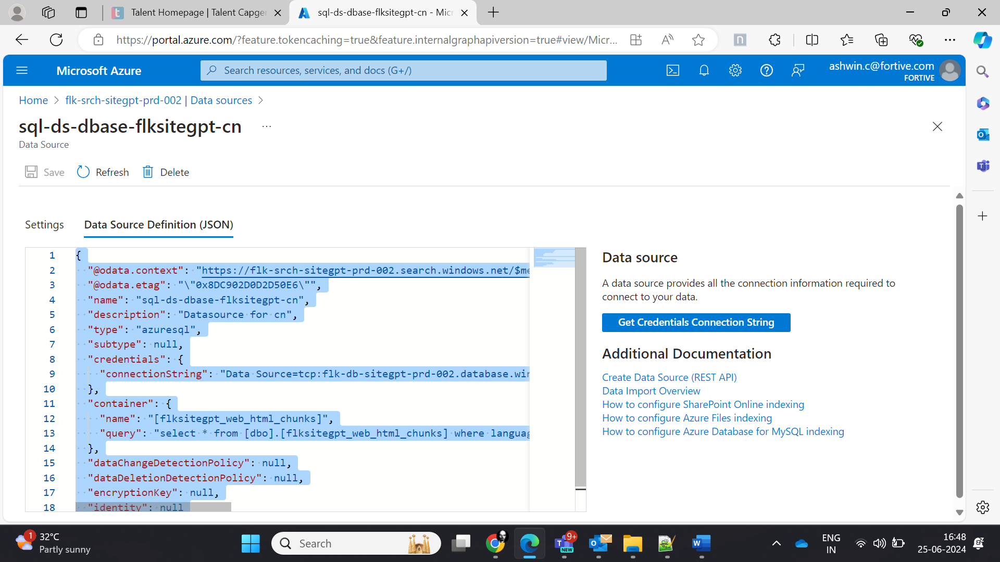 Talent Homepage | Talent Capger
sql-ds-dbase-flksitegpt-cn - Micr
https://portal.azure.com/?feature.tokencaching=true&feature.internalgraphapiversion=true#view/Micr...
Microsoft Azure
Search resources, services, and docs (G+/)
ashwin.c@fortive.com
FORTIVE
Home > flk-srch-sitegpt-prd-002 | Data sources >
sql-ds-dbase-flksitegpt-cn ...
Data Source
Save Refresh Delete
Settings Data Source Definition (JSON)
1 {
2 "@odata.context": "https://flk-srch-sitegpt-prd-002.search.windows.net/$me
3 "@odata.etag": "\"0x8DC902D0D2D50E6\"",
4 "name": "sql-ds-dbase-flksitegpt-cn",
5 "description": "Datasource for cn",
6 "type": "azuresql",
7 "subtype": null,
8 "credentials": {
9 "connectionString": "Data Source=tcp:flk-db-sitegpt-prd-002.database.win
10 },
11 "container": {
12 "name": "[flksitegpt_web_html_chunks]",
13 "query": "select * from [dbo].[flksitegpt_web_html_chunks] where languag
14 },
15 "dataChangeDetectionPolicy": null,
16 "dataDeletionDetectionPolicy": null,
17 "encryptionKey": null,
18 "identity": null
Data source
A data source provides all the connection information required to
connect to your data.
Get Credentials Connection String
Additional Documentation
Create Data Source (REST API)
Data Import Overview
How to configure SharePoint Online indexing
How to configure Azure Files indexing
How to configure Azure Database for MySQL indexing
1
32°C
Partly sunny
Search
9+
NEW
ENG
IN
16:48
25-06-2024